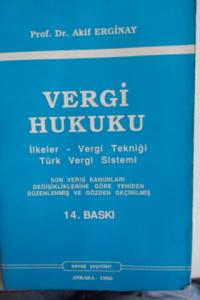 Prof. Dr. Akif ERGİNAY
VERGİ
HUKUKU
İlkeler - Vergi Tekniği
Türk Vergi Sistemi
SON VERGİ KANUNLARI
DEĞİŞİKLİKLERİNE GÖRE YENİDEN
DÜZENLENMİŞ VE GÖZDEN GEÇİRİLMİŞ
14. BASKI
savaş yayınları
ANKARA